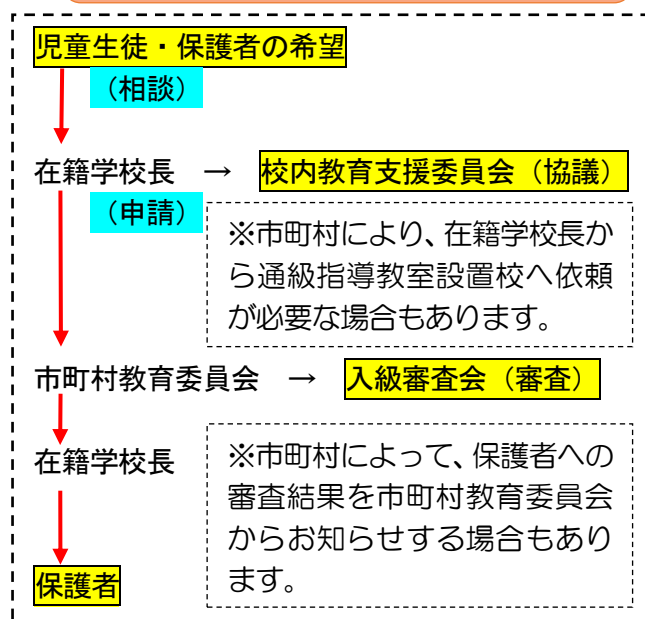 児童生徒・保護者の希望
（相談）
在籍学校長　→　校内教育支援委員会（協議）
（申請）
※市町村により、在籍学校長か
ら通級指導教室設置校へ依頼
が必要な場合もあります。
市町村教育委員会　→　入級審査会（審査）
在籍学校長
※市町村によって、保護者への
審査結果を市町村教育委員会
からお知らせする場合もあり
ます。
保護者